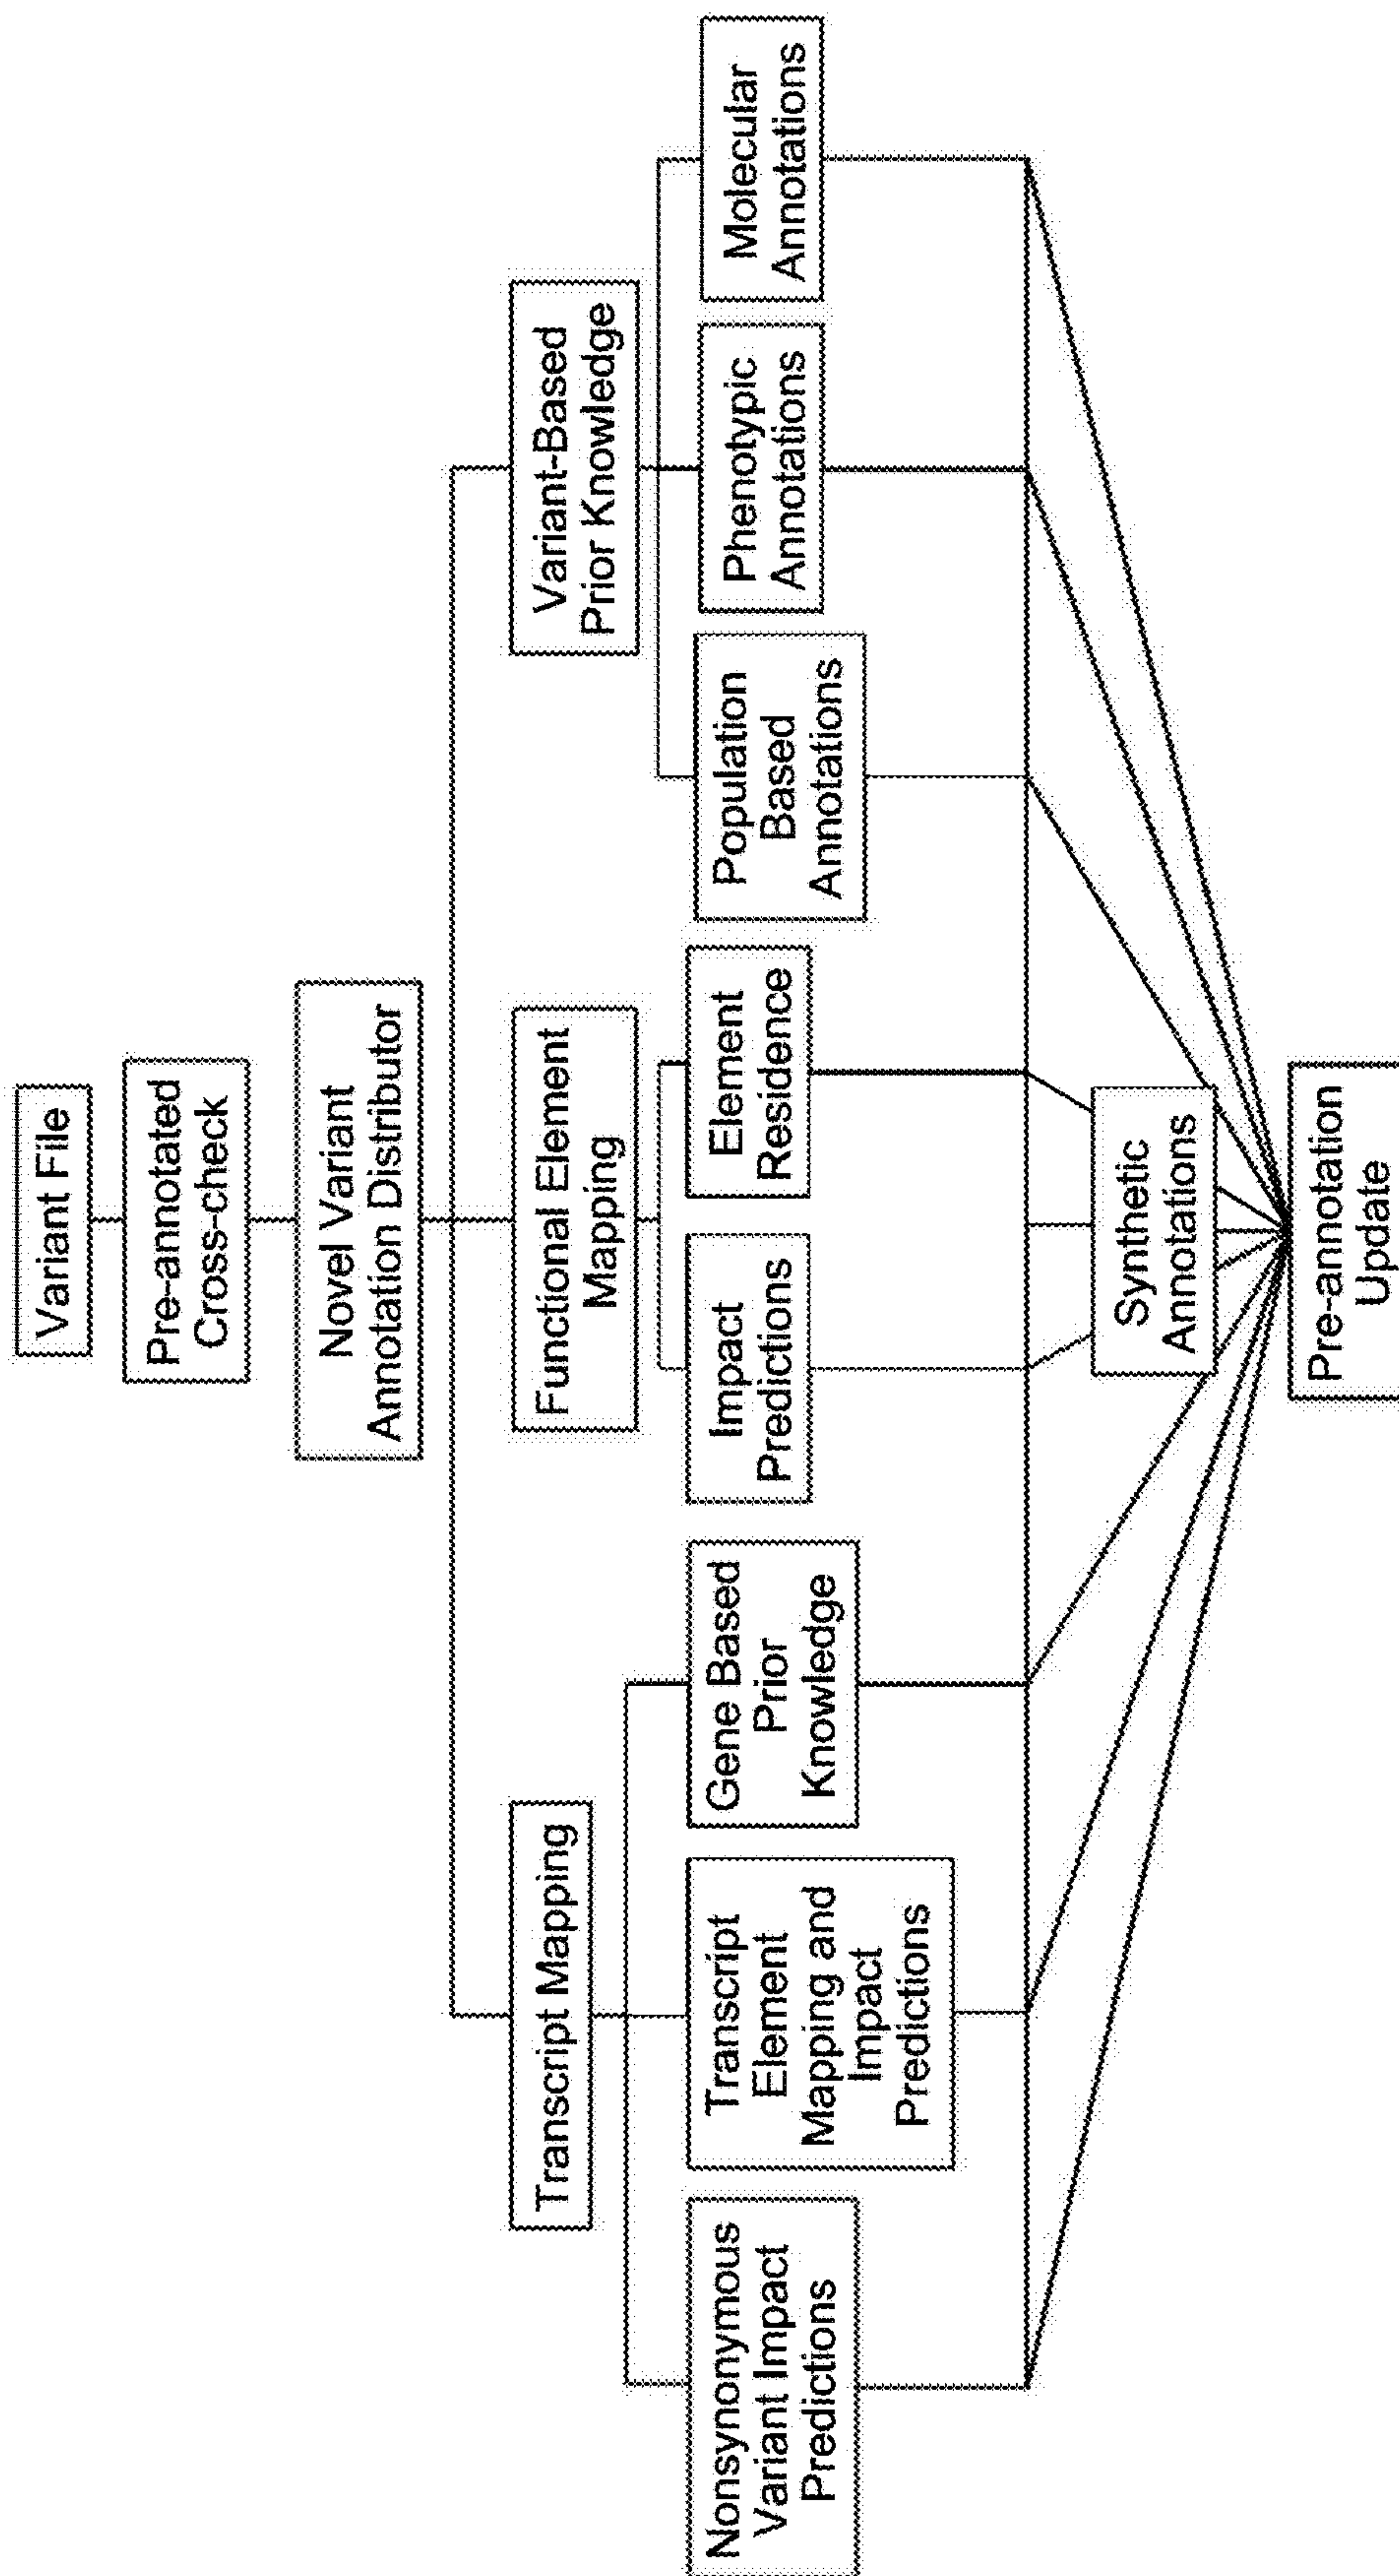 Variant File
Pre-annotated
Cross-check
Novel Variant
Annotation Distributor
Transcript Mapping
Functional Element
Mapping
Variant-Based
Prior Knowledge
Nonsynonymous
Variant Impact
Predictions
Transcript
Element
Mapping and
Impact
Predictions
Gene Based
Prior
Knowledge
Impact
Predictions
Element
Residence
Population
Based
Annotations
Phenotypic
Annotations
Molecular
Annotations
Synthetic
Annotations
Pre-annotation
Update